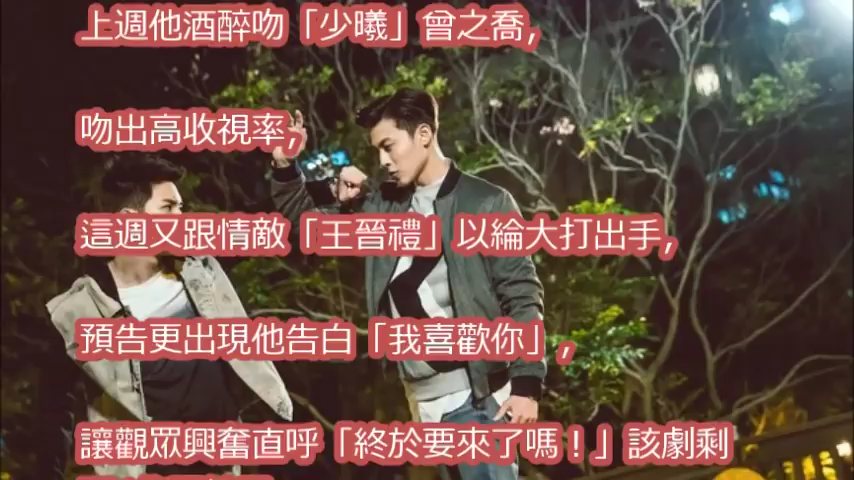 上週他酒醉吻「少曦」曾之喬，
吻出高收視率，
這週又跟情敵「王晉禮」以綸大打出手，
預告更出現他告白「我喜歡你」，
讓觀眾興奮直呼「終於要來了嗎！」該劇剩